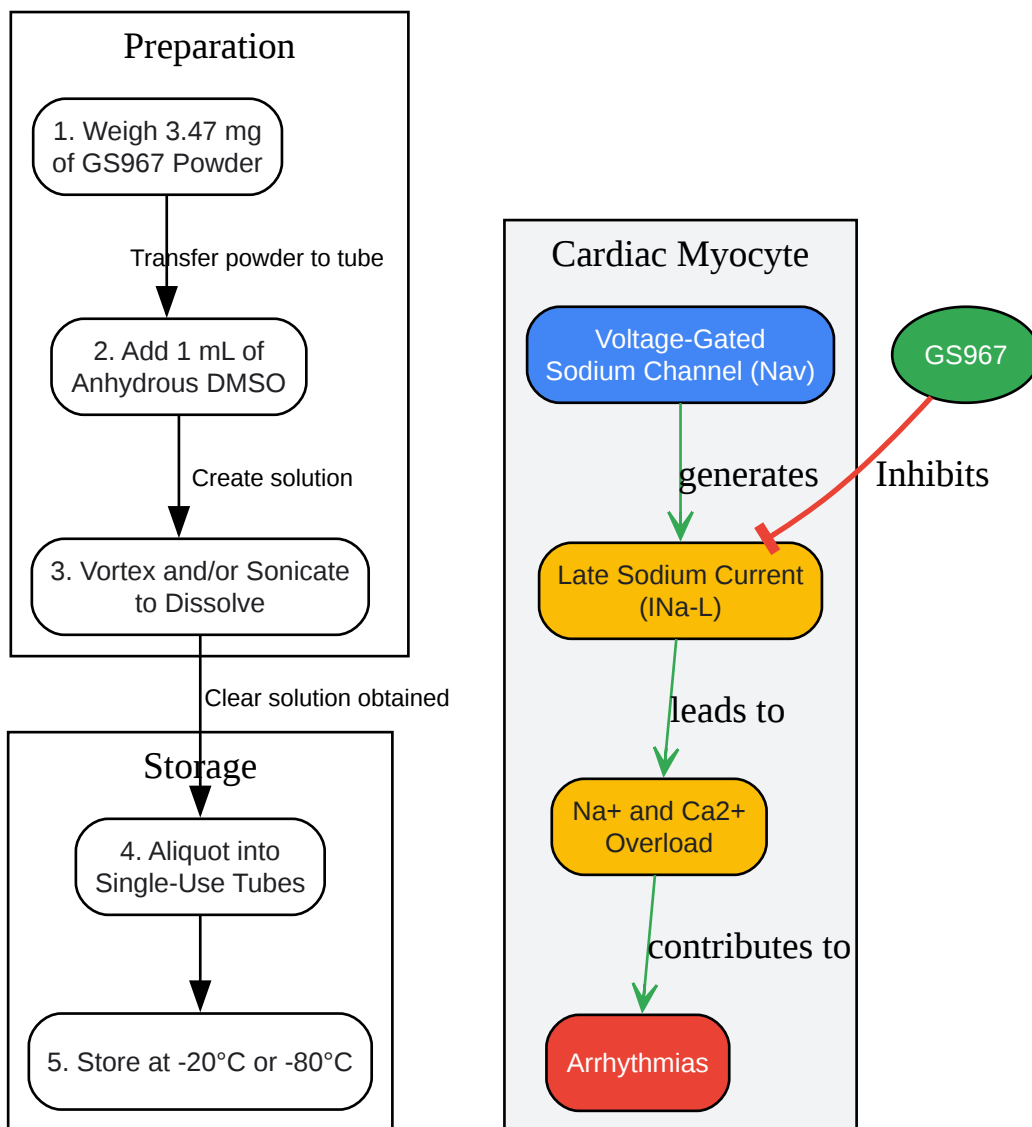 Preparation
1. Weigh 3.47 mg
of GS967 Powder
Transfer powder to tube
2. Add 1 mL of
Anhydrous DMSO
Create solution
3. Vortex and/or Sonicate
to Dissolve
Clear solution obtained
Storage
4. Aliquot into
Single-Use Tubes
5. Store at -20°C or -80°C
Cardiac Myocyte
Voltage-Gated
Sodium Channel (Nav)
GS967
generates
Inhibits
Late Sodium Current
(INa-L)
leads to
Na+ and Ca2+
Overload
contributes to
Arrhythmias